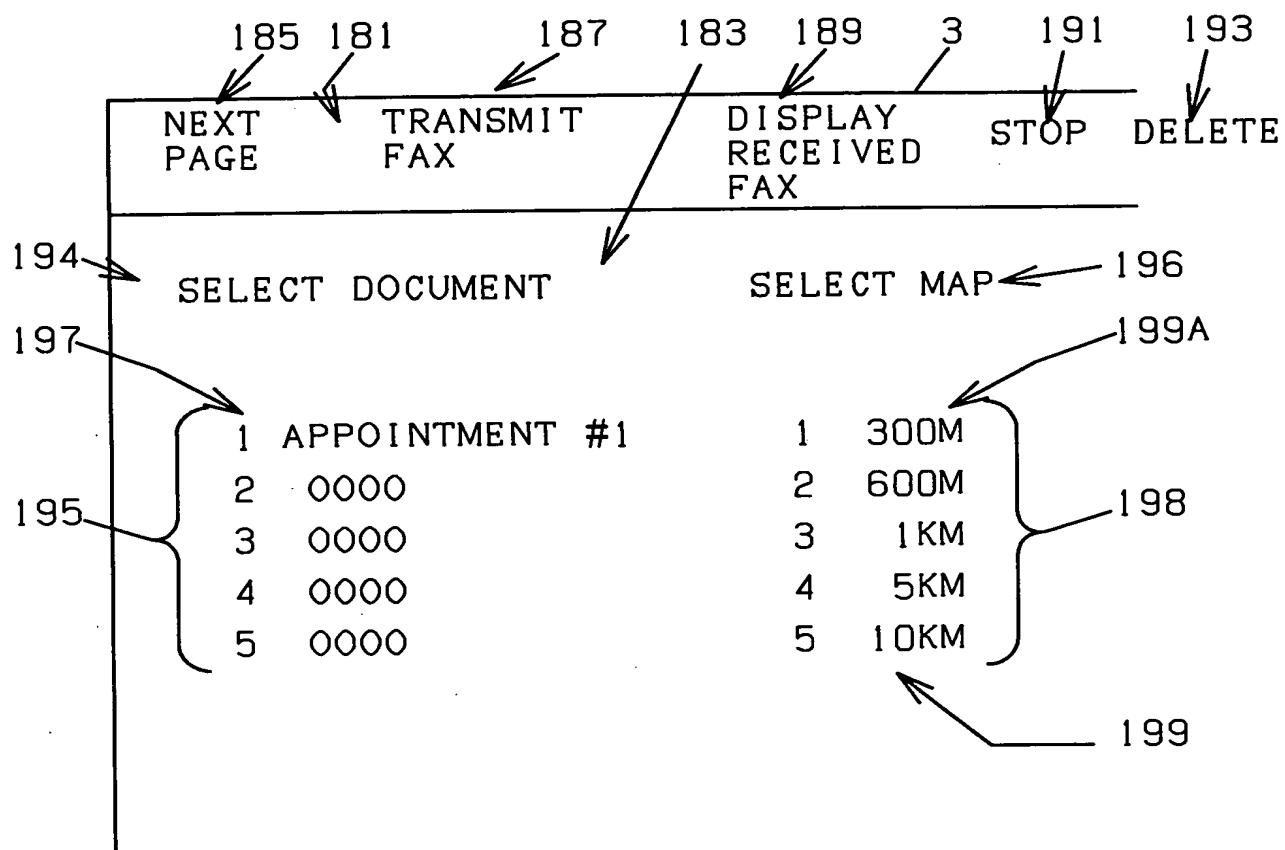 185 181 187 183 189 3 191 193
NEXT PAGE
TRANSMIT FAX
DISPLAY RECEIVED FAX
STOP
DELETE
194 SELECT DOCUMENT SELECT MAP 196
197 199A
1 APPOINTMENT #1 1 300M
2 0000 2 600M
195 198
3 0000 3 1KM
4 0000 4 5KM
5 0000 5 10KM
199